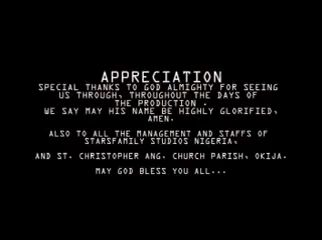 APPRECIATION
SPECIAL THANKS TO GOD ALMIGHTY FOR SEEING
US THROUGH, THROUGHOUT THE DAYS OF
THE PRODUCTION .
WE SAY MAY HIS NAME BE HIGHLY GLORIFIED,
AMEN.
ALSO TO ALL THE MANAGEMENT AND STAFFS OF
STARSFAMILY STUDIOS NIGERIA,
AND ST. CHRISTOPHER ANG. CHURCH PARISH, OKIJA.
MAY GOD BLESS YOU ALL...